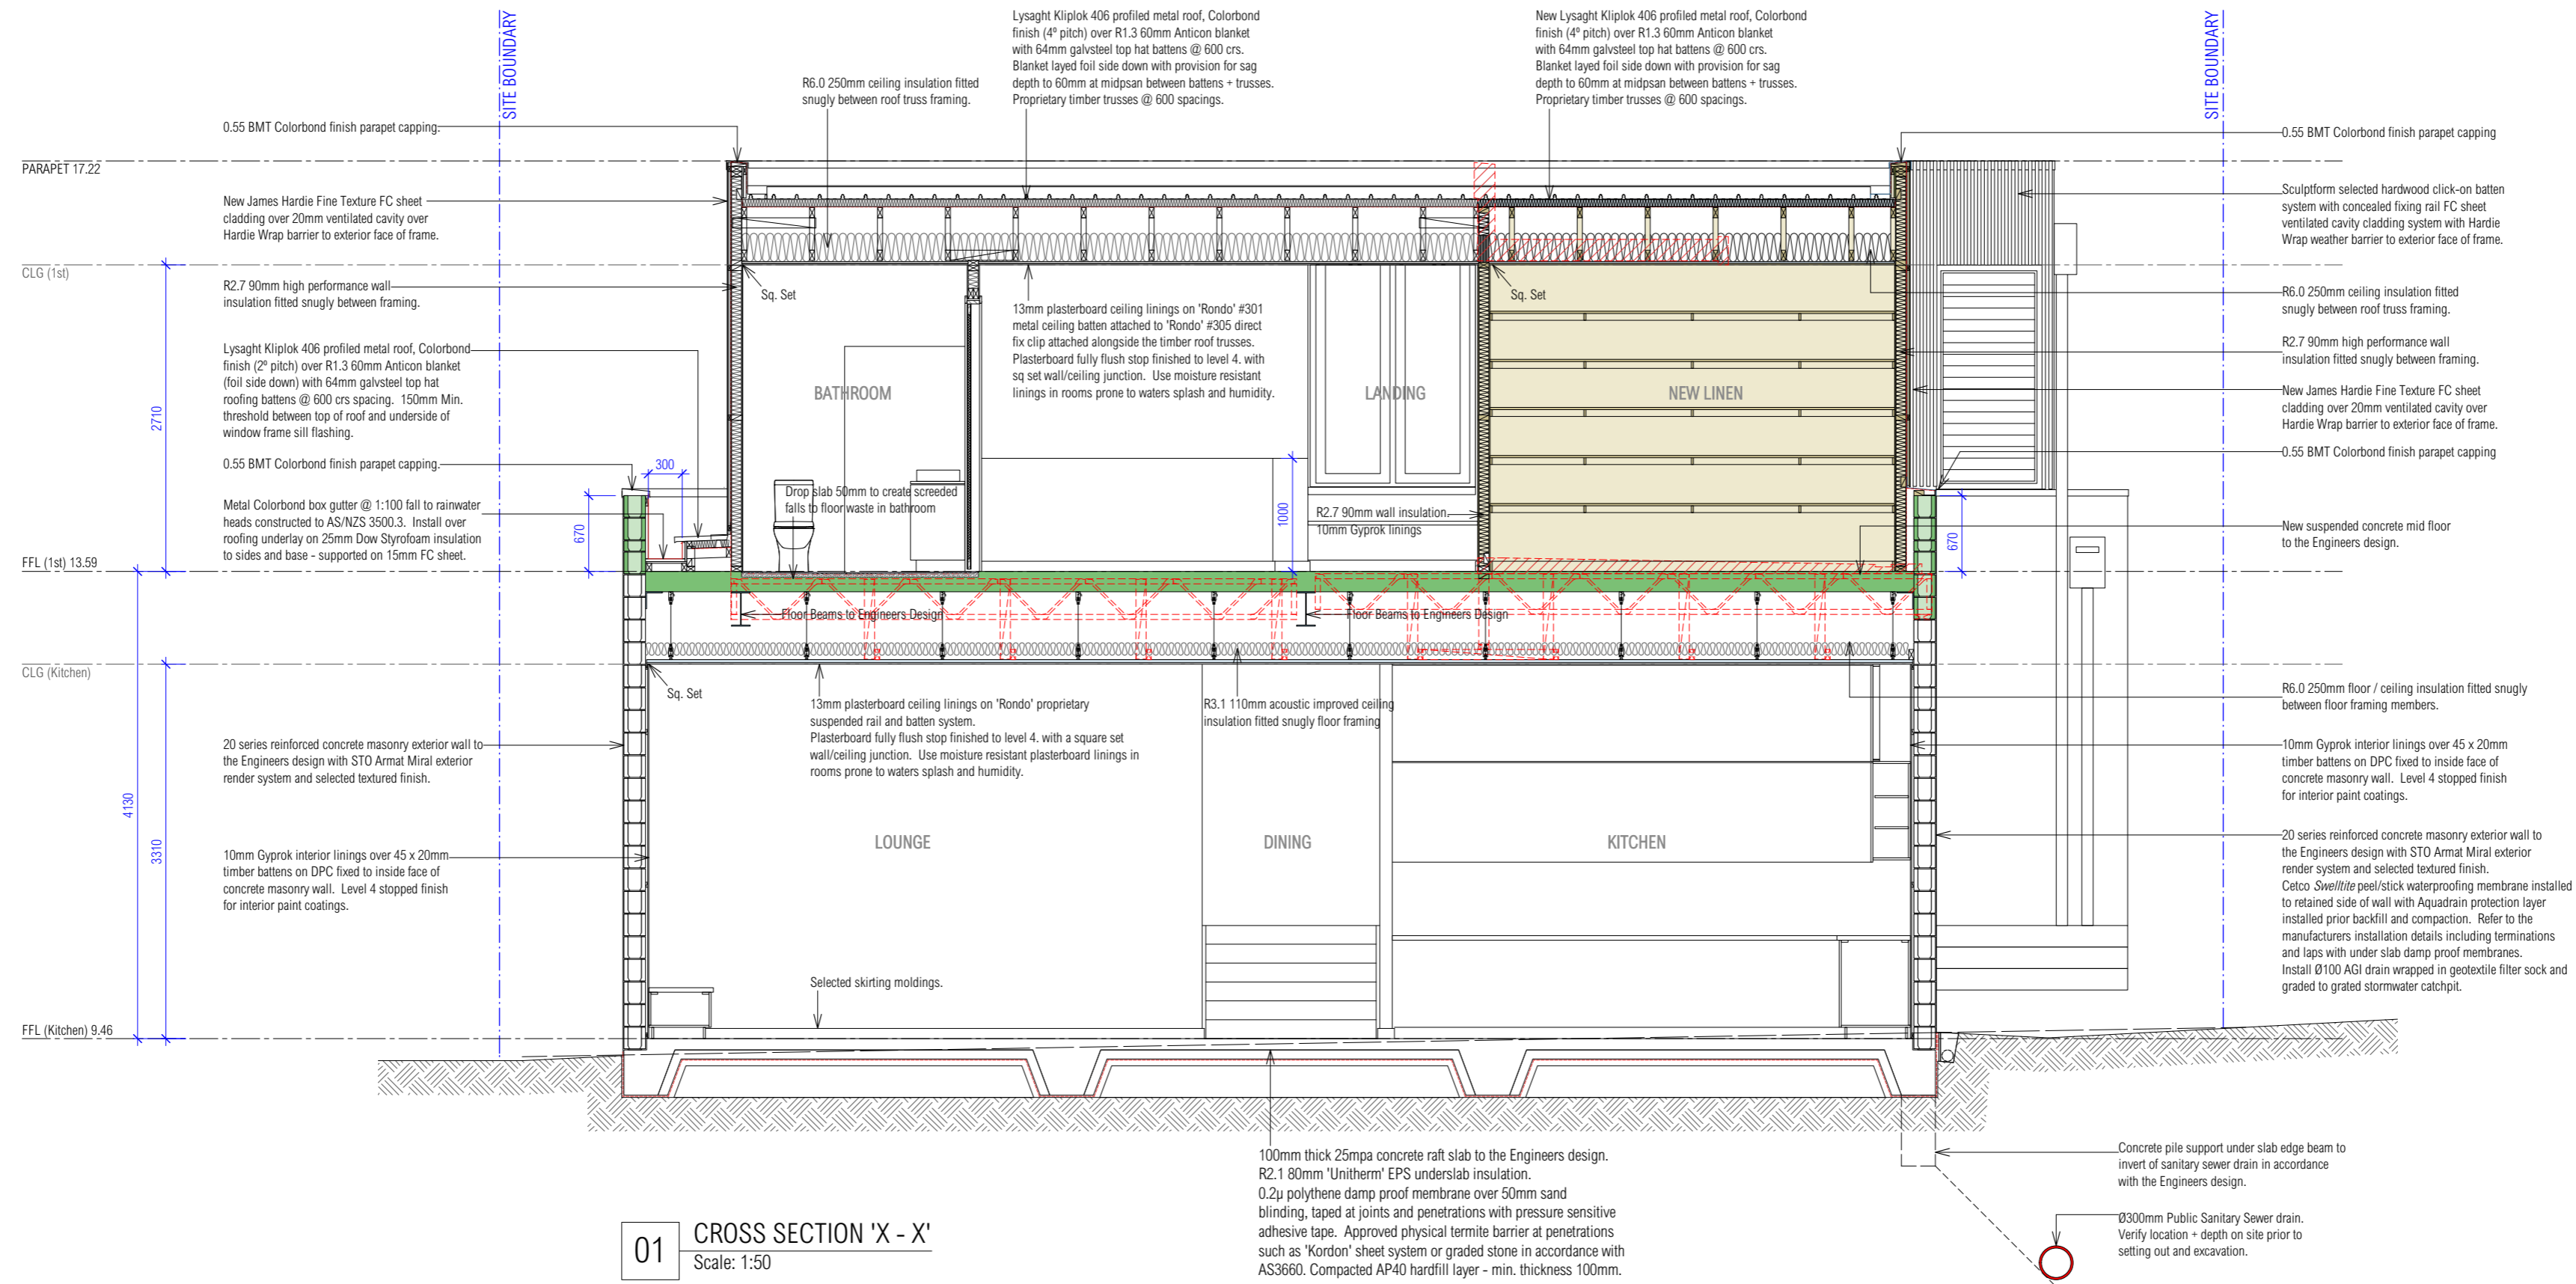 SITE BOUNDARY
SITE BOUNDARY
Lysaght Kliplok 406 profiled metal roof, Colorbond
finish (4º pitch) over R1.3 60mm Anticon blanket
with 64mm galvsteel top hat battens @ 600 crs.
Blanket layed foil side down with provision for sag
depth to 60mm at midpsan between battens + trusses.
Proprietary timber trusses @ 600 spacings.
New Lysaght Kliplok 406 profiled metal roof, Colorbond
finish (4º pitch) over R1.3 60mm Anticon blanket
with 64mm galvsteel top hat battens @ 600 crs.
Blanket layed foil side down with provision for sag
depth to 60mm at midpsan between battens + trusses.
Proprietary timber trusses @ 600 spacings.
R6.0 250mm ceiling insulation fitted
snugly between roof truss framing.
0.55 BMT Colorbond finish parapet capping.
PARAPET 17.22
New James Hardie Fine Texture FC sheet
cladding over 20mm ventilated cavity over
Hardie Wrap barrier to exterior face of frame.
CLG (1st)
R2.7 90mm high performance wall
insulation fitted snugly between framing.
Lysaght Kliplok 406 profiled metal roof, Colorbond
finish (2º pitch) over R1.3 60mm Anticon blanket
(foil side down) with 64mm galvsteel top hat
roofing battens @ 600 crs spacing. 150mm Min.
threshold between top of roof and underside of
window frame sill flashing.
2710
0.55 BMT Colorbond finish parapet capping.
300
Metal Colorbond box gutter @ 1:100 fall to rainwater
heads constructed to AS/NZS 3500.3. Install over
roofing underlay on 25mm Dow Styrofoam insulation
to sides and base - supported on 15mm FC sheet.
670
FFL (1st) 13.59
CLG (Kitchen)
20 series reinforced concrete masonry exterior wall to
the Engineers design with STO Armat Miral exterior
render system and selected textured finish.
4130
3310
10mm Gyprok interior linings over 45 x 20mm
timber battens on DPC fixed to inside face of
concrete masonry wall. Level 4 stopped finish
for interior paint coatings.
FFL (Kitchen) 9.46
Sq. Set
Sq. Set
13mm plasterboard ceiling linings on 'Rondo' #301
metal ceiling batten attached to 'Rondo' #305 direct
fix clip attached alongside the timber roof trusses.
Plasterboard fully flush stop finished to level 4. with
sq set wall/ceiling junction. Use moisture resistant
linings in rooms prone to waters splash and humidity.
BATHROOM
LANDING
NEW LINEN
Drop slab 50mm to create screeded
falls to floor waste in bathroom
1000
R2.7 90mm wall insulation.
10mm Gyprok linings
Floor Beams to Engineers Design
Floor Beams to Engineers Design
Sq. Set
13mm plasterboard ceiling linings on 'Rondo' proprietary
suspended rail and batten system.
Plasterboard fully flush stop finished to level 4. with a square set
wall/ceiling junction. Use moisture resistant plasterboard linings in
rooms prone to waters splash and humidity.
R3.1 110mm acoustic improved ceiling
insulation fitted snugly floor framing
LOUNGE
DINING
KITCHEN
Selected skirting moldings.
0.55 BMT Colorbond finish parapet capping
Sculptform selected hardwood click-on batten
system with concealed fixing rail FC sheet
ventilated cavity cladding system with Hardie
Wrap weather barrier to exterior face of frame.
R6.0 250mm ceiling insulation fitted
snugly between roof truss framing.
R2.7 90mm high performance wall
insulation fitted snugly between framing.
New James Hardie Fine Texture FC sheet
cladding over 20mm ventilated cavity over
Hardie Wrap barrier to exterior face of frame.
0.55 BMT Colorbond finish parapet capping
670
New suspended concrete mid floor
to the Engineers design.
R6.0 250mm floor / ceiling insulation fitted snugly
between floor framing members.
10mm Gyprok interior linings over 45 x 20mm
timber battens on DPC fixed to inside face of
concrete masonry wall. Level 4 stopped finish
for interior paint coatings.
20 series reinforced concrete masonry exterior wall to
the Engineers design with STO Armat Miral exterior
render system and selected textured finish.
Cetco Swelltite peel/stick waterproofing membrane installed
to retained side of wall with Aquadrain protection layer
installed prior backfill and compaction. Refer to the
manufacturers installation details including terminations
and laps with under slab damp proof membranes.
Install Ø100 AGI drain wrapped in geotextile filter sock and
graded to grated stormwater catchpit.
100mm thick 25mpa concrete raft slab to the Engineers design.
R2.1 80mm 'Unitherm' EPS underslab insulation.
0.2µ polythene damp proof membrane over 50mm sand
blinding, taped at joints and penetrations with pressure sensitive
adhesive tape. Approved physical termite barrier at penetrations
such as 'Kordon' sheet system or graded stone in accordance with
AS3660. Compacted AP40 hardfill layer - min. thickness 100mm.
Concrete pile support under slab edge beam to
invert of sanitary sewer drain in accordance
with the Engineers design.
Ø300mm Public Sanitary Sewer drain.
Verify location + depth on site prior to
setting out and excavation.
01
CROSS SECTION 'X - X'
Scale: 1:50